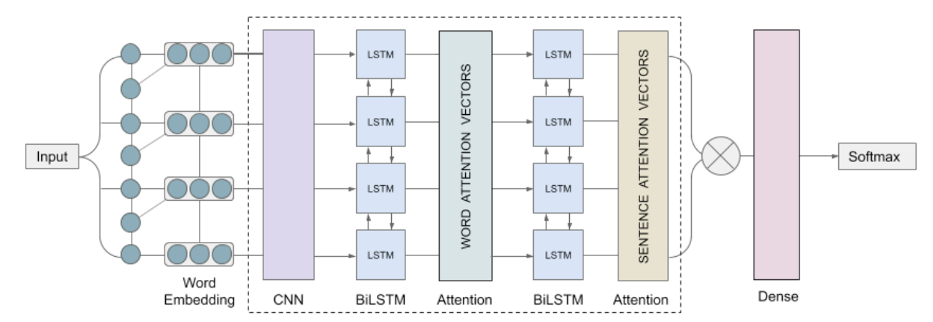 Input
Word
Embedding
CNN
LSTM
LSTM
LSTM
LSTM
BiLSTM
WORD ATTENTION VECTORS
Attention
LSTM
LSTM
LSTM
LSTM
BiLSTM
SENTENCE ATTENTION VECTORS
Attention
Dense
Softmax